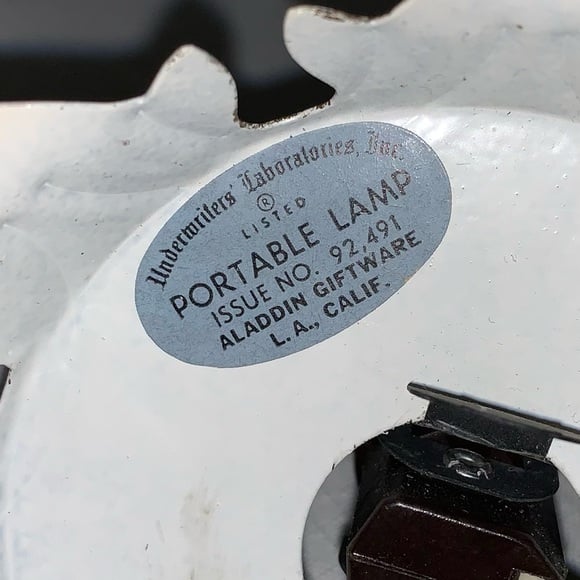 Underwriters' Laboratories, Inc.
®
LISTED
PORTABLE LAMP
ISSUE NO. 92,491
ALADDIN GIFTWARE
L.A., CALIF.